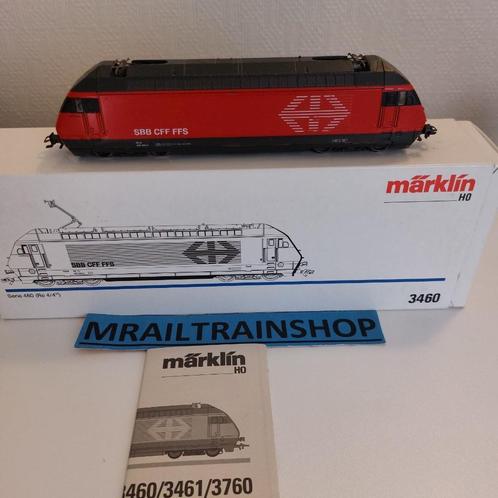 SBB CFF FFS
märklin
HO
SBB CFF FFS
Serie 460 (Re 4/4^VI)
3460
MRAILTRAINSHOP
märklin
HO
3460/3461/3760